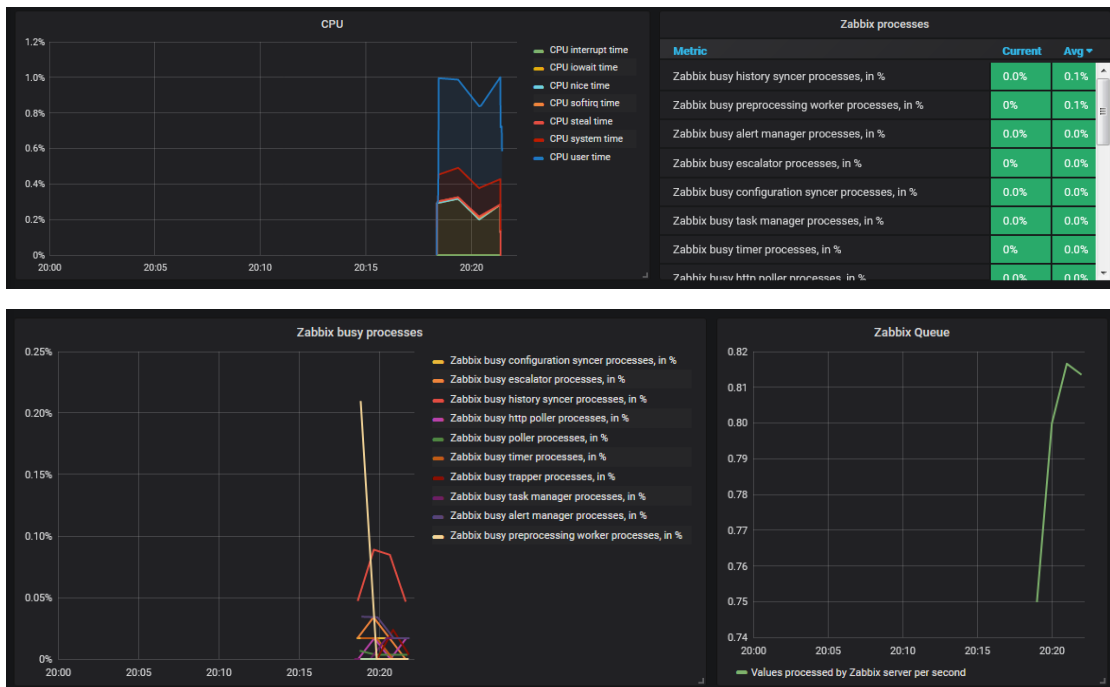 CPU
1.2%
1.0%
0.8%
0.6%
0.4%
0.2%
0%
20:00 20:05 20:10 20:15 20:20
CPU interrupt time
CPU iowait time
CPU nice time
CPU softirq time
CPU steal time
CPU system time
CPU user time
Zabbix processes
Metric Current Avg
Zabbix busy history syncer processes, in % 0.0% 0.1%
Zabbix busy preprocessing worker processes, in % 0% 0.1%
Zabbix busy alert manager processes, in % 0.0% 0.0%
Zabbix busy escalator processes, in % 0% 0.0%
Zabbix busy configuration syncer processes, in % 0.0% 0.0%
Zabbix busy task manager processes, in % 0.0% 0.0%
Zabbix busy timer processes, in % 0% 0.0%
Zabbix busy http poller processes, in % 0.0% 0.0%
Zabbix busy processes
0.25%
0.20%
0.15%
0.10%
0.05%
0%
20:00 20:05 20:10 20:15 20:20
Zabbix busy configuration syncer processes, in %
Zabbix busy escalator processes, in %
Zabbix busy history syncer processes, in %
Zabbix busy http poller processes, in %
Zabbix busy poller processes, in %
Zabbix busy timer processes, in %
Zabbix busy trapper processes, in %
Zabbix busy task manager processes, in %
Zabbix busy alert manager processes, in %
Zabbix busy preprocessing worker processes, in %
Zabbix Queue
0.82
0.81
0.80
0.79
0.78
0.77
0.76
0.75
0.74
20:00 20:05 20:10 20:15 20:20
Values processed by Zabbix server per second